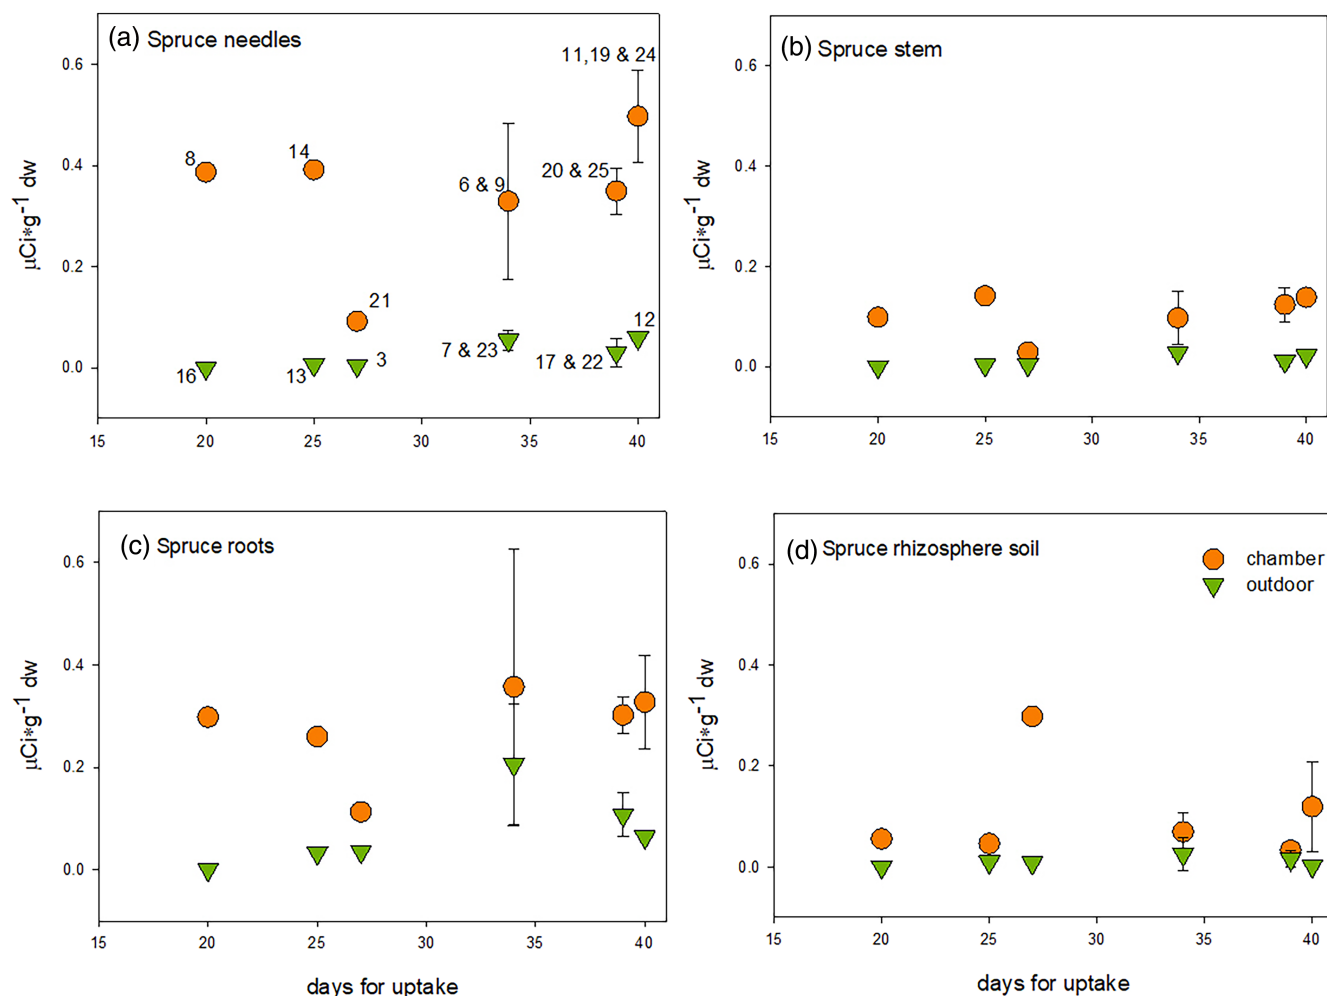 (a) Spruce needles
0.6
0.4
0.2
0.0
μCi*g-1 dw
8
14
6 & 9
20 & 25
11,19 & 24
21
16
13
3
7 & 23
17 & 22
12
15 20 25 30 35 40
(b) Spruce stem
0.6
0.4
0.2
0.0
μCi*g-1 dw
15 20 25 30 35 40
(c) Spruce roots
0.6
0.4
0.2
0.0
μCi*g-1 dw
15 20 25 30 35 40
days for uptake
(d) Spruce rhizosphere soil
chamber
outdoor
0.6
0.4
0.2
0.0
μCi*g-1 dw
15 20 25 30 35 40
days for uptake